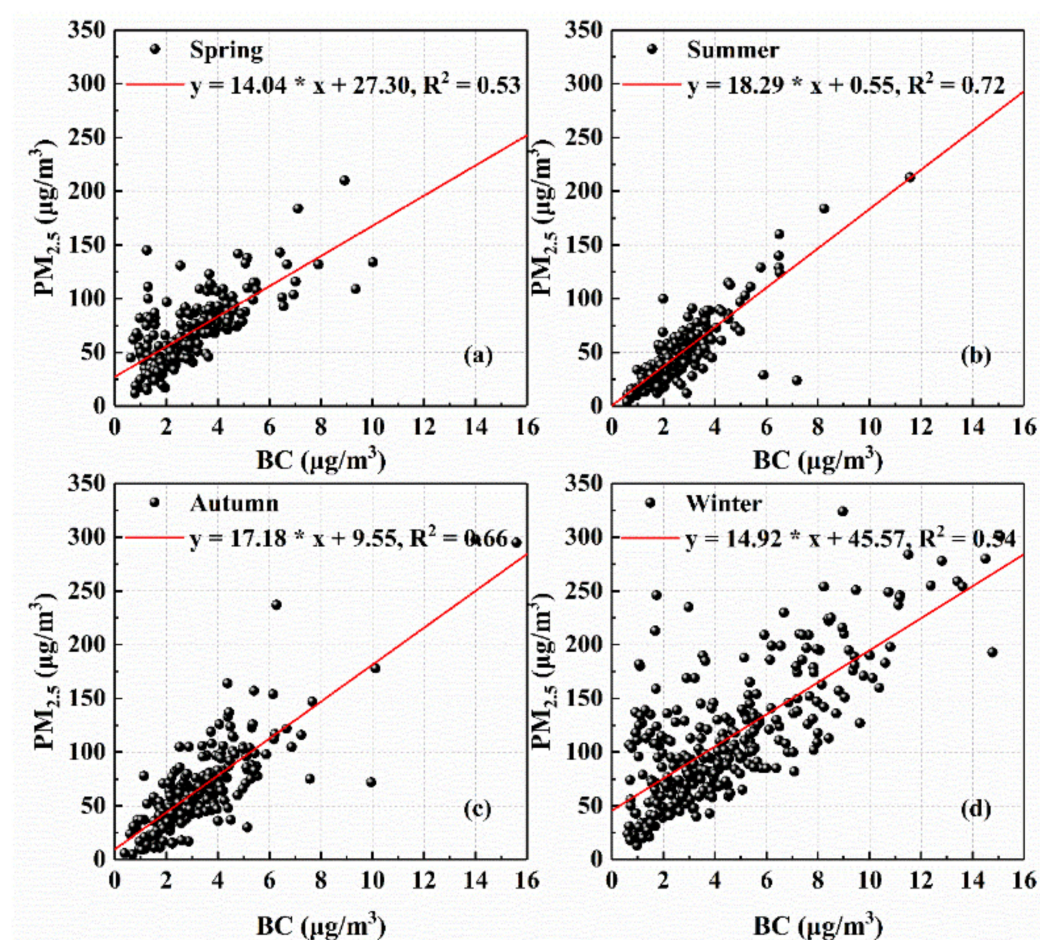 350
300
250
200
150
100
50
0
PM2.5 (μg/m3)
Spring
y = 14.04 * x + 27.30, R2 = 0.53
(a)
0 2 4 6 8 10 12 14 16
BC (μg/m3)
350
300
250
200
150
100
50
0
PM2.5 (μg/m3)
Summer
y = 18.29 * x + 0.55, R2 = 0.72
(b)
0 2 4 6 8 10 12 14 16
BC (μg/m3)
350
300
250
200
150
100
50
0
PM2.5 (μg/m3)
Autumn
y = 17.18 * x + 9.55, R2 = 0.66
(c)
0 2 4 6 8 10 12 14 16
BC (μg/m3)
350
300
250
200
150
100
50
0
PM2.5 (μg/m3)
Winter
y = 14.92 * x + 45.57, R2 = 0.54
(d)
0 2 4 6 8 10 12 14 16
BC (μg/m3)